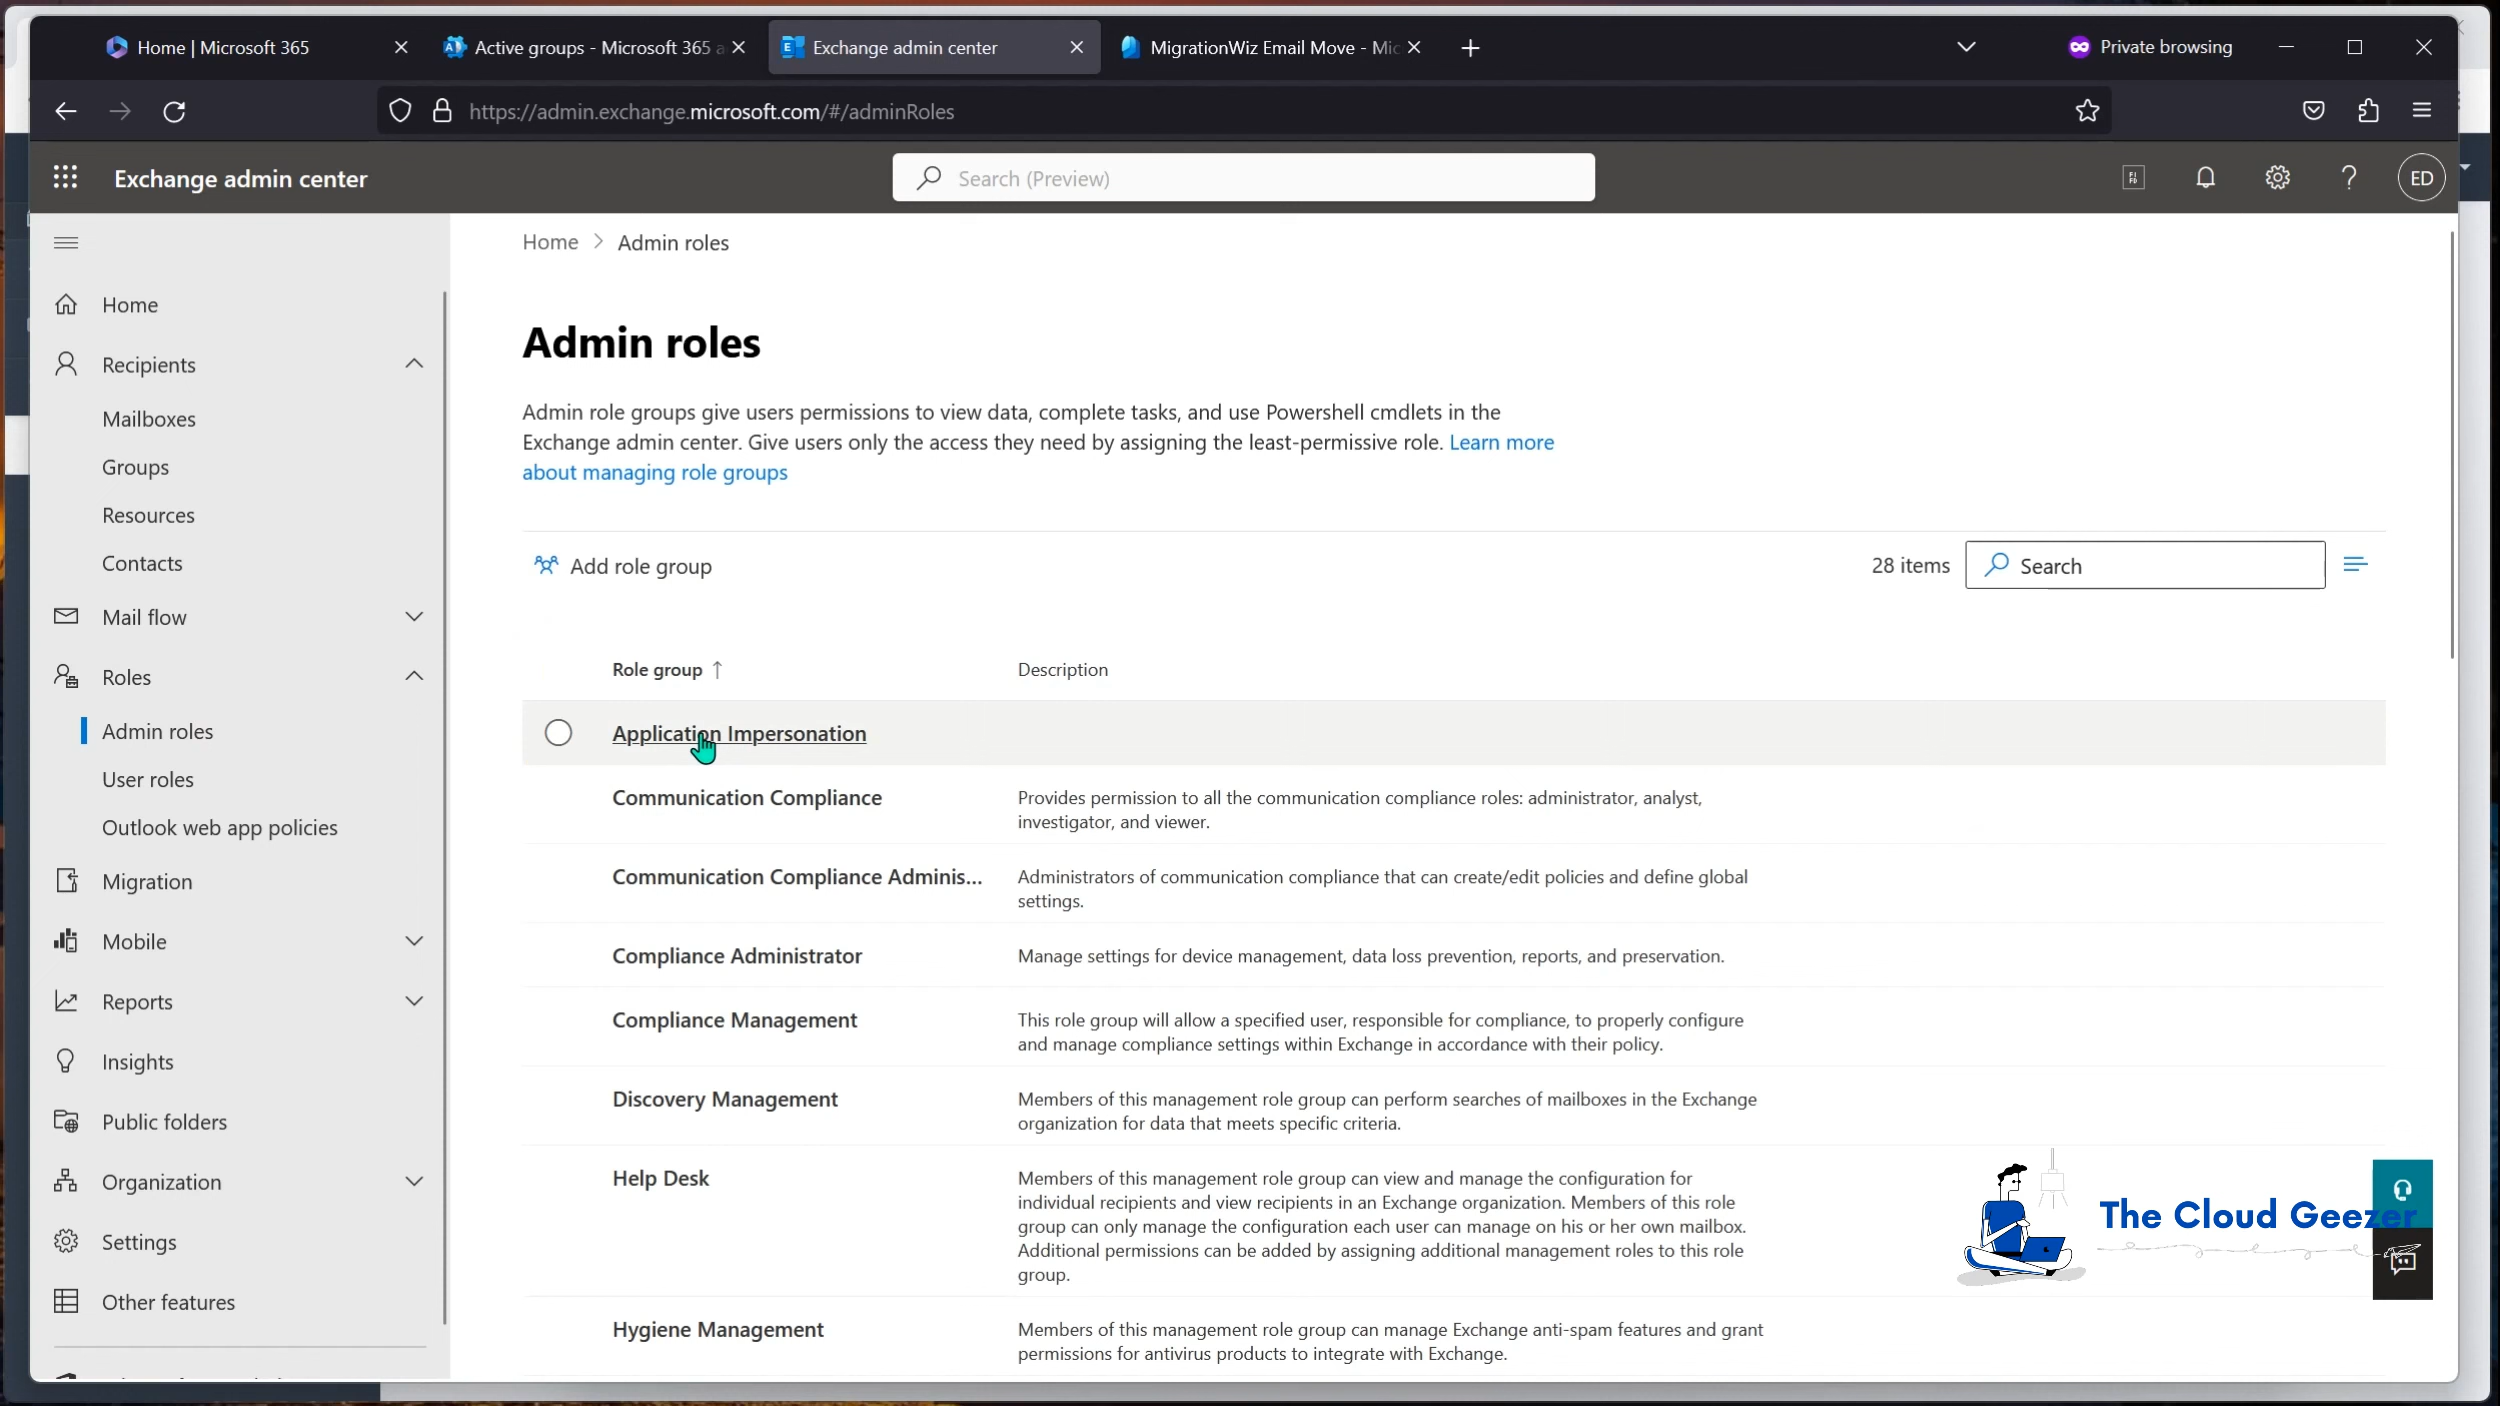 Home | Microsoft 365
Active groups - Microsoft 365 a
Exchange admin center
MigrationWiz Email Move - Mic
Private browsing
https://admin.exchange.microsoft.com/#/adminRoles
Exchange admin center
Search (Preview)
ED
Home
Recipients
Mailboxes
Groups
Resources
Contacts
Mail flow
Roles
Admin roles
User roles
Outlook web app policies
Migration
Mobile
Reports
Insights
Public folders
Organization
Settings
Other features
Home > Admin roles
Admin roles
Admin role groups give users permissions to view data, complete tasks, and use Powershell cmdlets in the
Exchange admin center. Give users only the access they need by assigning the least-permissive role. Learn more
about managing role groups
Add role group
28 items
Search
Role group ↑
Description
Application Impersonation
Communication Compliance
Provides permission to all the communication compliance roles: administrator, analyst,
investigator, and viewer.
Communication Compliance Adminis...
Administrators of communication compliance that can create/edit policies and define global
settings.
Compliance Administrator
Manage settings for device management, data loss prevention, reports, and preservation.
Compliance Management
This role group will allow a specified user, responsible for compliance, to properly configure
and manage compliance settings within Exchange in accordance with their policy.
Discovery Management
Members of this management role group can perform searches of mailboxes in the Exchange
organization for data that meets specific criteria.
Help Desk
Members of this management role group can view and manage the configuration for
individual recipients and view recipients in an Exchange organization. Members of this role
group can only manage the configuration each user can manage on his or her own mailbox.
Additional permissions can be added by assigning additional management roles to this role
group.
Hygiene Management
Members of this management role group can manage Exchange anti-spam features and grant
permissions for antivirus products to integrate with Exchange.
The Cloud Geezer